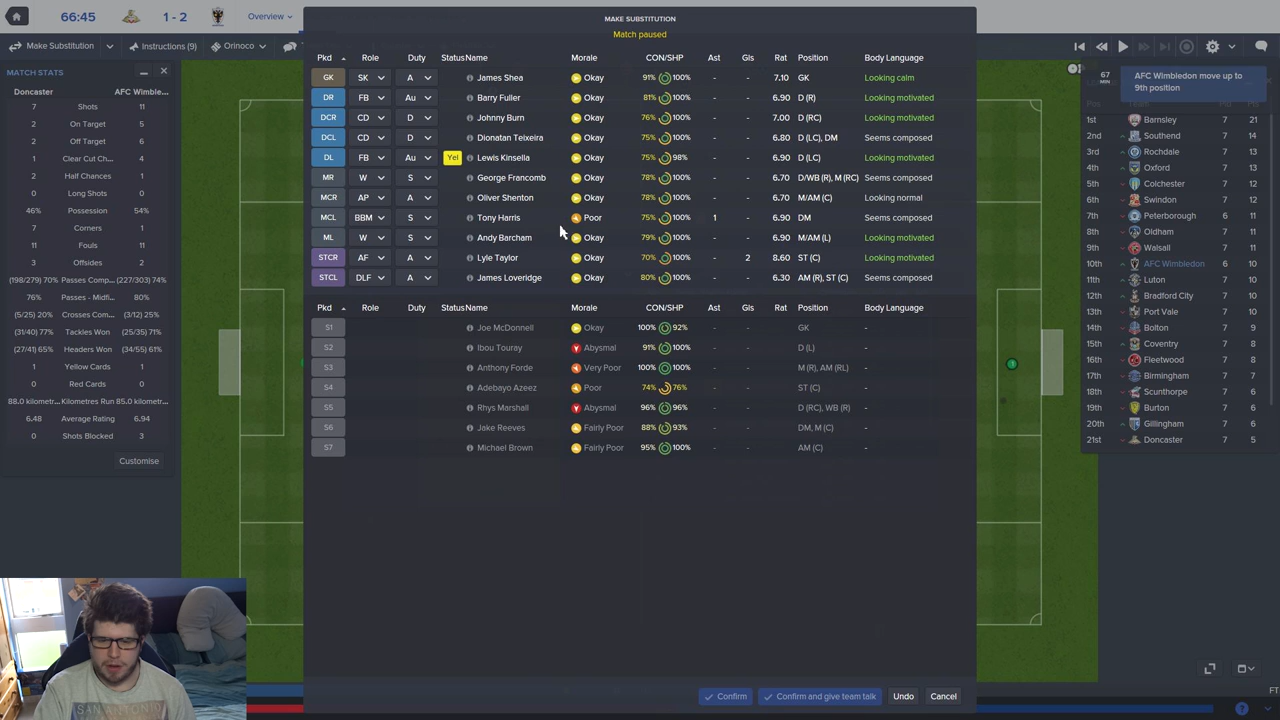 66:45 1 - 2 Overview
Make Substitution Instructions (9) Orinoco
MATCH STATS
Doncaster AFC Wimble...
7 Shots 11
2 On Target 5
2 Off Target 6
1 Clear Cut Ch... 4
2 Half Chances 1
0 Long Shots 0
46% Possession 54%
7 Corners 1
11 Fouls 11
3 Offsides 2
(198/279) 70% Passes Comp... (227/303) 74%
76% Passes - Midfi... 80%
(5/25) 20% Crosses Com... (3/12) 25%
(31/40) 77% Tackles Won (25/35) 71%
(27/41) 65% Headers Won (34/55) 61%
1 Yellow Cards 1
0 Red Cards 0
88.0 kilometr... Kilometres Run 85.0 kilometr...
6.48 Average Rating 6.94
0 Shots Blocked 3
Customise
MAKE SUBSTITUTION
Match paused
Pkd Role Duty Status Name Morale CON/SHP Ast Gls Rat Position Body Language
GK SK A James Shea Okay 91% 100% - - 7.10 GK Looking calm
DR FB Au Barry Fuller Okay 81% 100% - - 6.90 D (R) Looking motivated
DCR CD D Johnny Burn Okay 76% 100% - - 7.00 D (RC) Looking motivated
DCL CD D Dionatan Teixeira Okay 75% 100% - - 6.80 D (LC), DM Seems composed
DL FB Au Yel Lewis Kinsella Okay 75% 98% - - 6.90 D (LC) Looking motivated
MR W S George Francomb Okay 78% 100% - - 6.70 D/WB (R), M (RC) Seems composed
MCR AP A Oliver Shenton Okay 78% 100% - - 6.70 M/AM (C) Looking normal
MCL BBM S Tony Harris Poor 75% 100% 1 - 6.90 DM Seems composed
ML W S Andy Barcham Okay 79% 100% - - 6.90 M/AM (L) Looking motivated
STCR AF A Lyle Taylor Okay 70% 100% - 2 8.60 ST (C) Looking motivated
STCL DLF A James Loveridge Okay 80% 100% - - 6.30 AM (R), ST (C) Seems composed
Pkd Role Duty Status Name Morale CON/SHP Ast Gls Rat Position Body Language
S1 Joe McDonnell Okay 100% 92% - - GK -
S2 Ibou Touray Abysmal 91% 100% - - D (L) -
S3 Anthony Forde Very Poor 100% 100% - - M (R), AM (RL) -
S4 Adebayo Azeez Poor 74% 76% - - ST (C) -
S5 Rhys Marshall Abysmal 96% 96% - - D (RC), WB (R) -
S6 Jake Reeves Fairly Poor 88% 93% - - DM, M (C) -
S7 Michael Brown Fairly Poor 95% 100% - - AM (C) -
Confirm Confirm and give team talk Undo Cancel
67
MIN
AFC Wimbledon move up to
9th position
1st Barnsley 7 21
2nd Southend 7 14
3rd Rochdale 7 13
4th Oxford 7 13
5th Colchester 7 12
6th Swindon 7 12
7th Peterborough 6 11
8th Oldham 7 11
9th Walsall 7 11
10th AFC Wimbledon 6 10
11th Luton 7 10
12th Bradford City 7 10
13th Port Vale 7 10
14th Bolton 7 9
15th Coventry 7 8
16th Fleetwood 7 8
17th Birmingham 7 7
18th Scunthorpe 7 6
19th Burton 7 6
20th Gillingham 7 6
21st Doncaster 7 5
FT